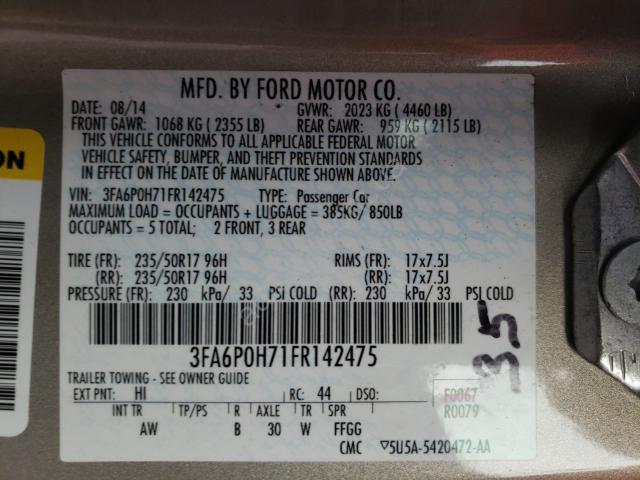 MFD. BY FORD MOTOR CO.
DATE: 08/14 GVWR: 2023 KG ( 4460 LB)
FRONT GAWR: 1068 KG ( 2355 LB) REAR GAWR: 959 KG ( 2115 LB)
THIS VEHICLE CONFORMS TO ALL APPLICABLE FEDERAL MOTOR
VEHICLE SAFETY, BUMPER, AND THEFT PREVENTION STANDARDS
IN EFFECT ON THE DATE OF MANUFACTURE SHOWN ABOVE.
VIN: 3FA6P0H71FR142475 TYPE: Passenger Car
MAXIMUM LOAD = OCCUPANTS + LUGGAGE = 385KG/ 850LB
OCCUPANTS = 5 TOTAL; 2 FRONT, 3 REAR
TIRE (FR): 235/50R17 96H RIMS (FR): 17x7.5J
(RR): 235/50R17 96H (RR): 17x7.5J
PRESSURE (FR): 230 kPa/ 33 PSI COLD (RR): 230 kPa/ 33 PSI COLD
3FA6P0H71FR142475
TRAILER TOWING - SEE OWNER GUIDE
EXT PNT: HI RC: 44 DSO: F0067
R0079
INT TR TP/PS R AXLE TR SPR
AW B 30 W FFGG
CMC 5U5A-5420472-AA
ON